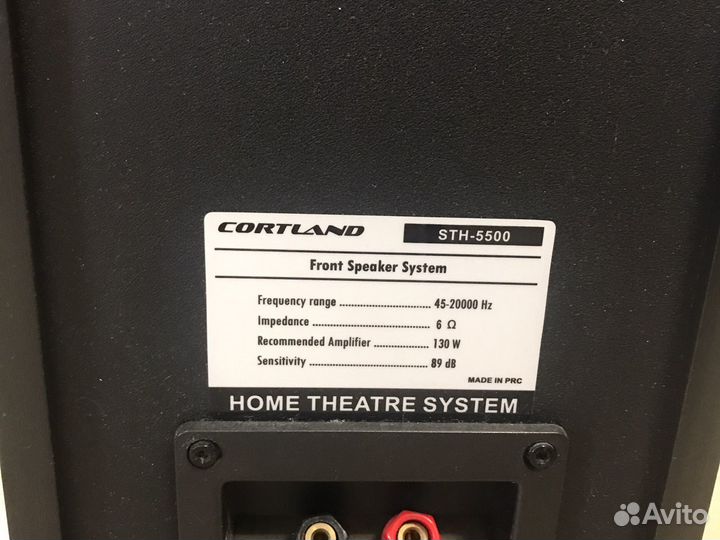 CORTLAND STH-5500
Front Speaker System
Frequency range ............................... 45-20000 Hz
Impedance ....................................... 6 Ω
Recommended Amplifier ................... 130 W
Sensitivity ........................................ 89 dB
MADE IN PRC
HOME THEATRE SYSTEM
Avito